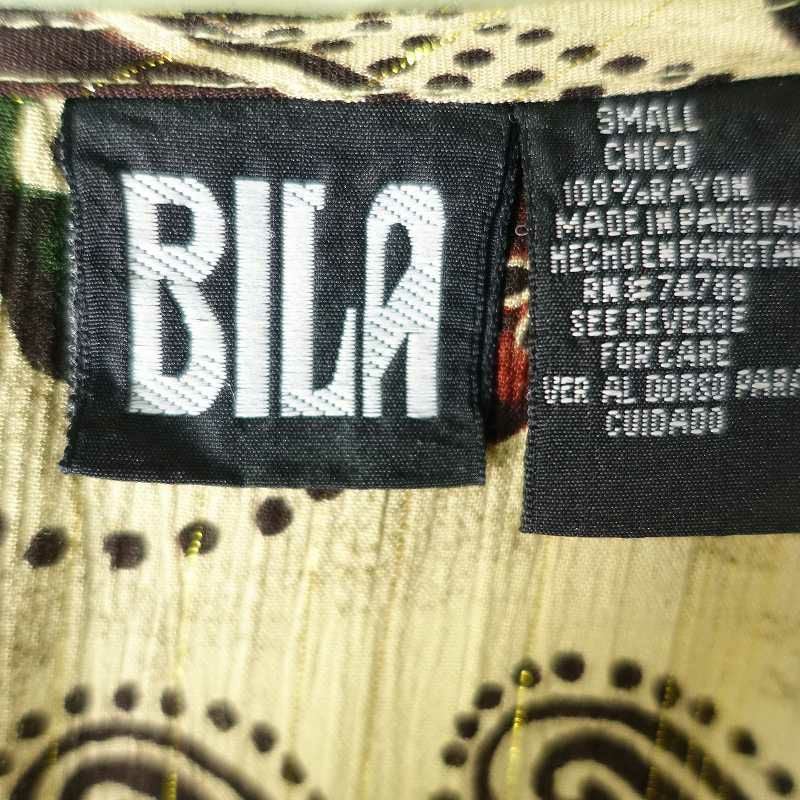 BILA
SMALL
CHICO
100% RAYON
MADE IN PAKISTAN
HECHO EN PAKISTAN
RN # 74788
SEE REVERSE
FOR CARE
VER AL DORSO PARA
CUIDADO